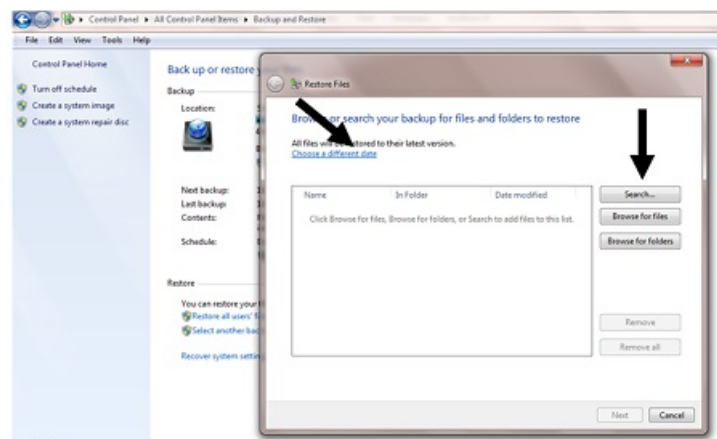 Control Panel ▸ All Control Panel Items ▸ Backup and Restore
File Edit View Tools Help
Control Panel Home
Turn off schedule
Create a system image
Create a system repair disc
Back up or restore
Backup
Location:
Next backup:
Last backup:
Contents:
Schedule:
Restore
You can restore your
Restore all users'
Select another
Recover system
Restore Files
or search your backup for files and folders to restore
All files will be restored to their latest version.
Choose a different date
Name In Folder Date modified
Click Browse for files, Browse for folders, or Search to add files to this list.
Search...
Browse for files
Browse for folders
Remove
Remove all
Next Cancel